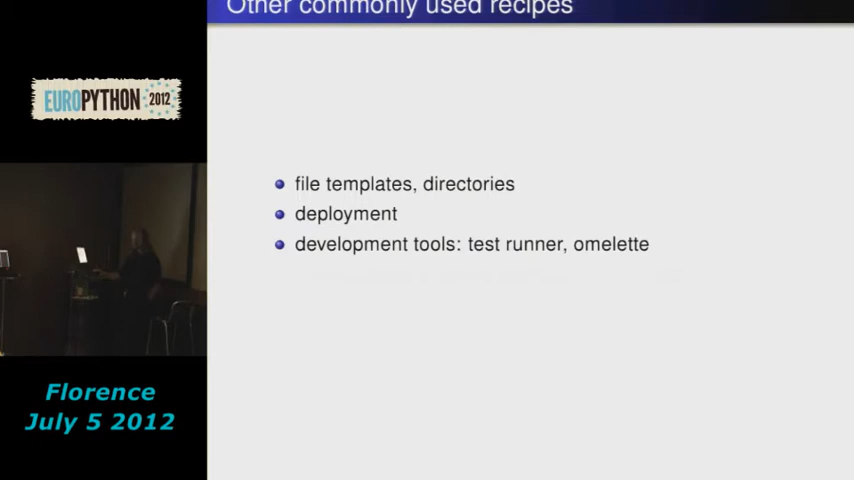 Other commonly used recipes
EUROPYTHON 2012
file templates, directories
deployment
development tools: test runner, omelette
Florence
July 5 2012